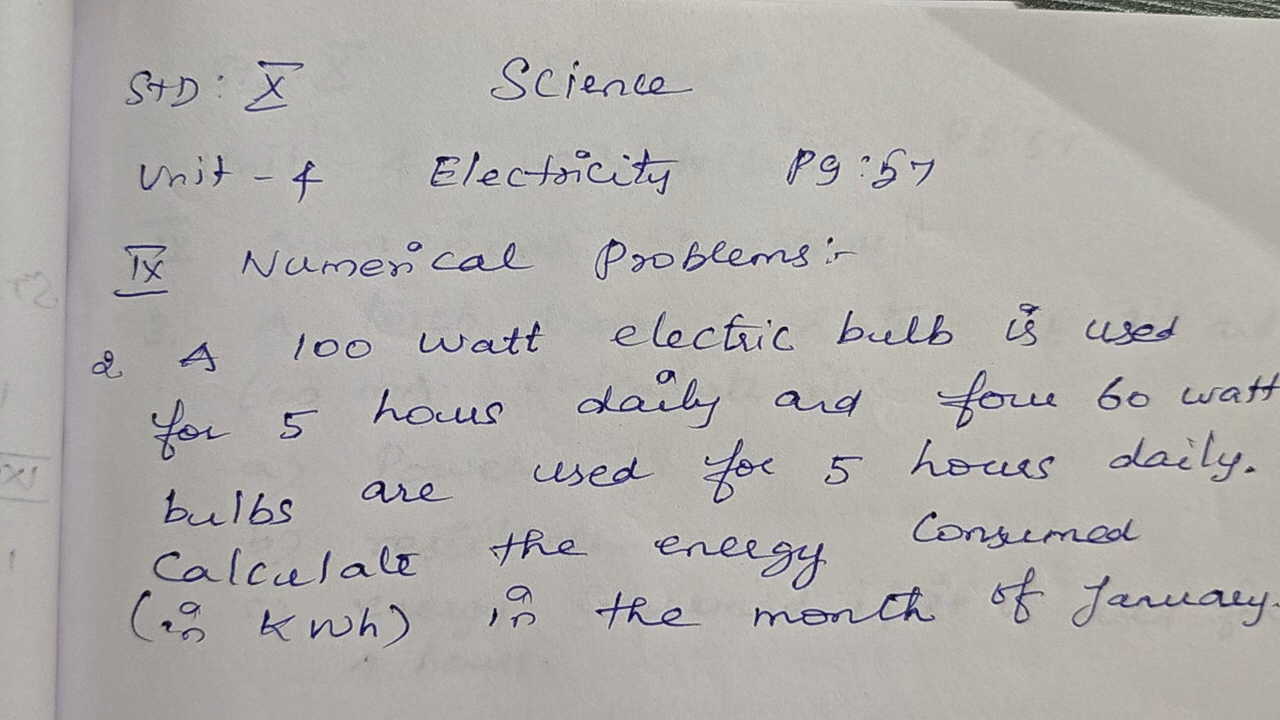 STD: X Science
Unit - 4 Electricity Pg: 57
IX Numerical Problems:-
2 A 100 watt electric bulb is used
for 5 hours daily and four 60 watt
bulbs are used for 5 hours daily.
Calculate the energy Consumed
(in KWh) in the month of January.